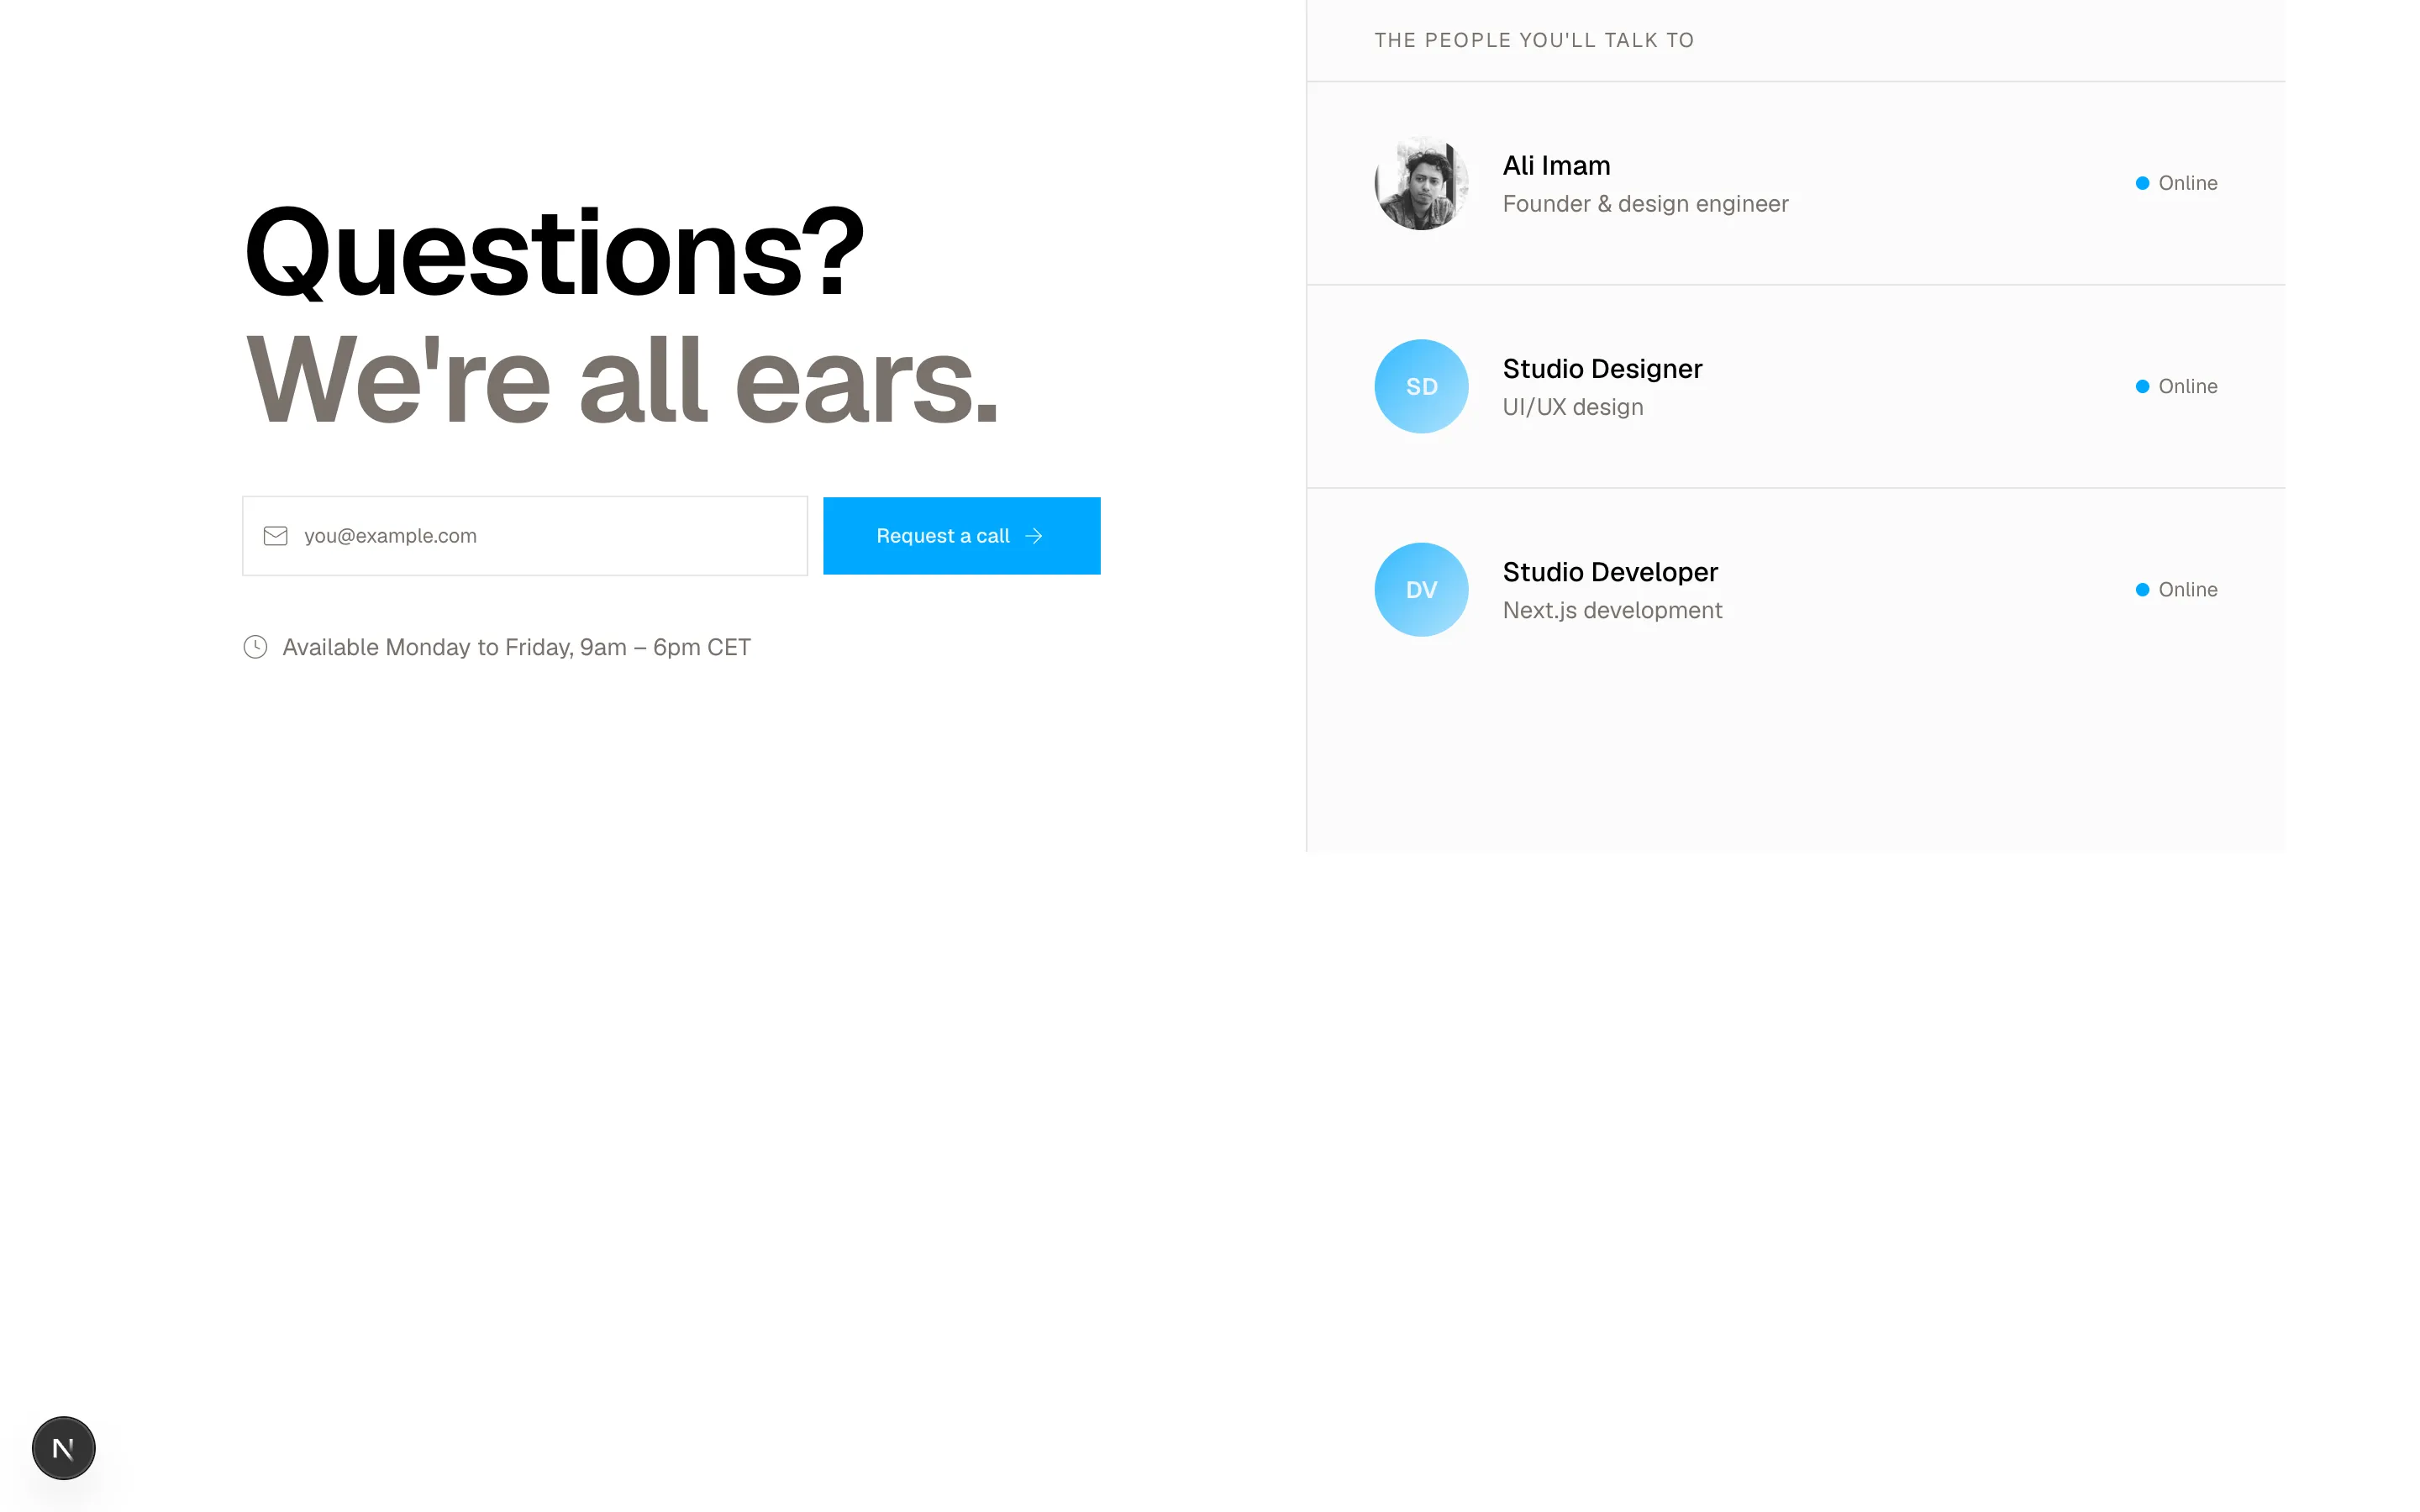 Questions?
We're all ears.
you@example.com
Request a call
Available Monday to Friday, 9am – 6pm CET
THE PEOPLE YOU'LL TALK TO
Ali Imam
Founder & design engineer
Online
SD
Studio Designer
UI/UX design
Online
DV
Studio Developer
Next.js development
Online
N